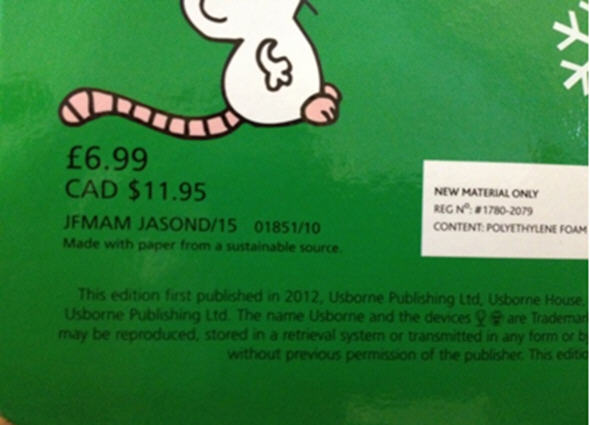 £6.99
CAD $11.95
JFMAM JASOND/15 01851/10
Made with paper from a sustainable source.
NEW MATERIAL ONLY
REG Nº: #1780-2079
CONTENT: POLYETHYLENE FOAM
This edition first published in 2012, Usborne Publishing Ltd, Usborne House,
Usborne Publishing Ltd. The name Usborne and the devices are Trademar
may be reproduced, stored in a retrieval system or transmitted in any form or b
without previous permission of the publisher. This editio